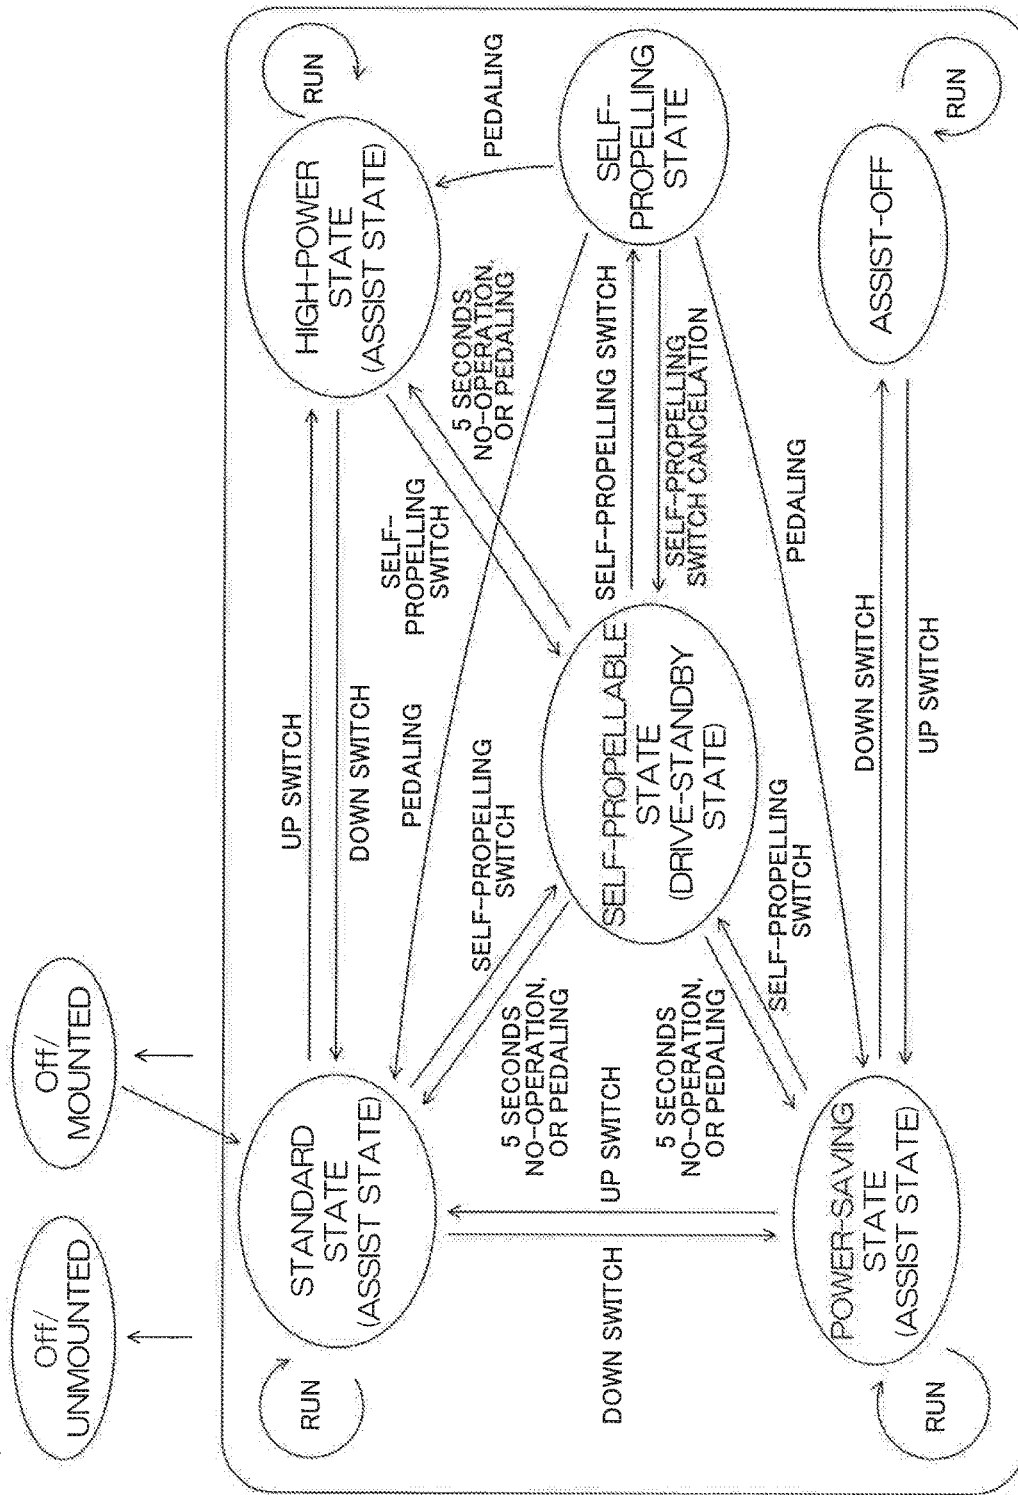 Off/
UNMOUNTED
Off/
MOUNTED
RUN
STANDARD
STATE
(ASSIST STATE)
UP SWITCH
DOWN SWITCH
HIGH-POWER
STATE
(ASSIST STATE)
RUN
PEDALING
SELF-
PROPELLING
SWITCH
5 SECONDS
NO-OPERATION,
OR PEDALING
PEDALING
SELF-PROPELLING
SWITCH
5 SECONDS
NO-OPERATION,
OR PEDALING
SELF-PROPELLABLE
STATE
(DRIVE-STANDBY
STATE)
SELF-PROPELLING SWITCH
SELF-PROPELLING
SWITCH CANCELATION
SELF-
PROPELLING
STATE
DOWN SWITCH
UP SWITCH
5 SECONDS
NO-OPERATION,
OR PEDALING
SELF-PROPELLING
SWITCH
PEDALING
RUN
POWER-SAVING
STATE
(ASSIST STATE)
DOWN SWITCH
UP SWITCH
ASSIST-OFF
RUN